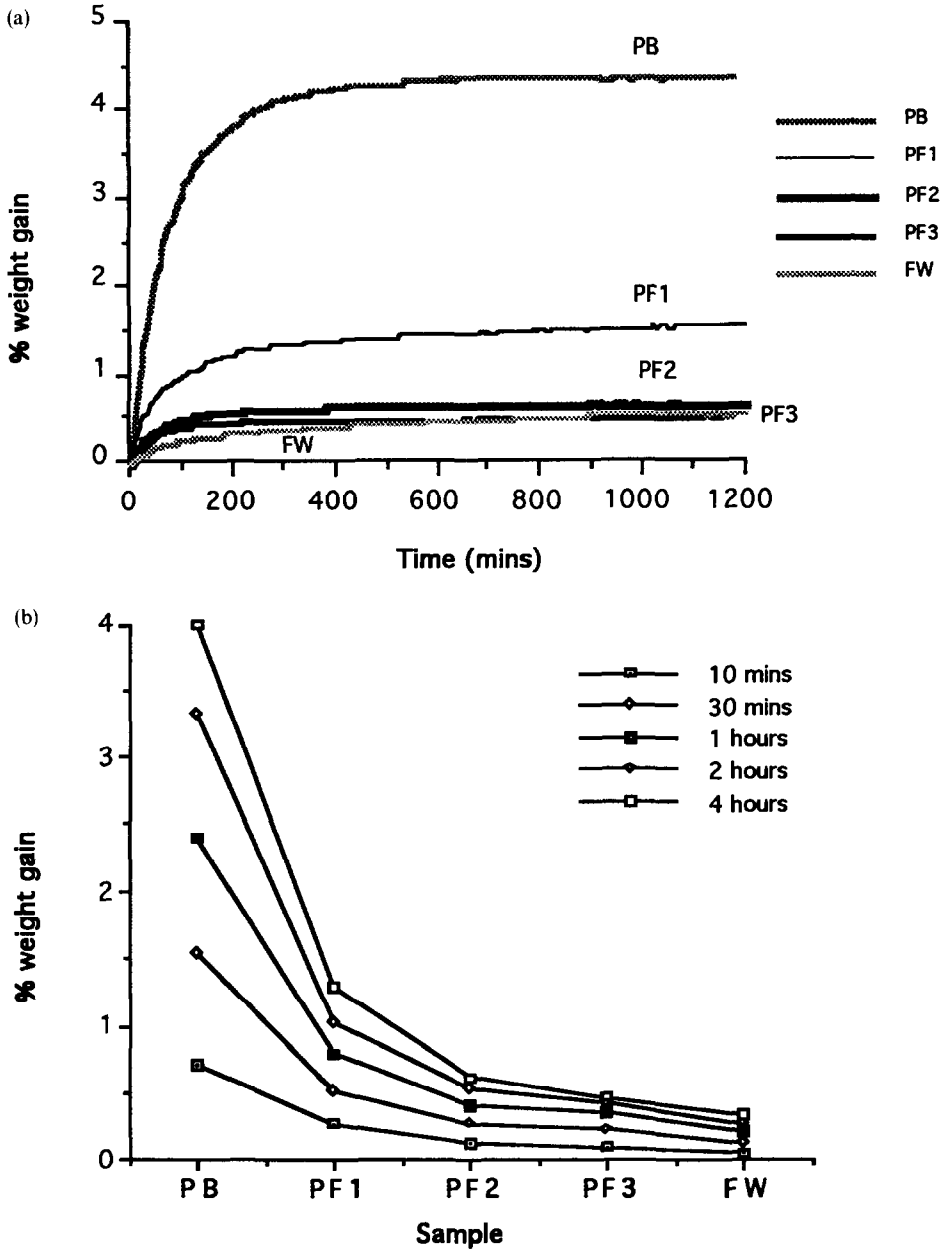 (a)
5
4
3
2
1
0
% weight gain
PB
PF1
PF2
PF3
FW
PB
PF1
PF2
PF3
FW
0 200 400 600 800 1000 1200
Time (mins)
(b)
4
3
2
1
0
% weight gain
10 mins
30 mins
1 hours
2 hours
4 hours
PB PF1 PF2 PF3 FW
Sample